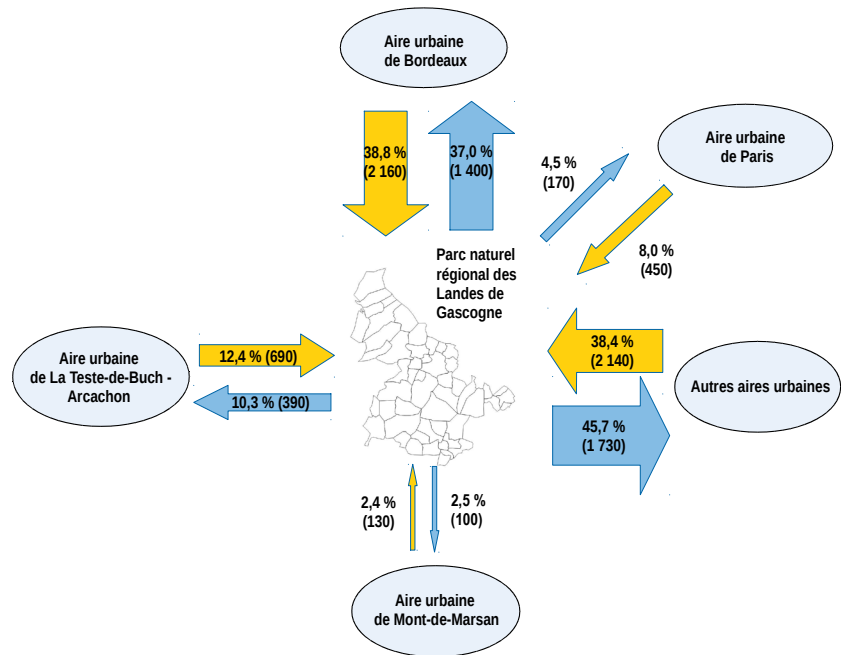 Aire urbaine
de Bordeaux
38,8 %
(2 160)
37,0 %
(1 400)
4,5 %
(170)
Aire urbaine
de Paris
8,0 %
(450)
Parc naturel
régional des
Landes de
Gascogne
Aire urbaine
de La Teste-de-Buch -
Arcachon
12,4 % (690)
10,3 % (390)
38,4 %
(2 140)
45,7 %
(1 730)
Autres aires urbaines
2,4 %
(130)
2,5 %
(100)
Aire urbaine
de Mont-de-Marsan